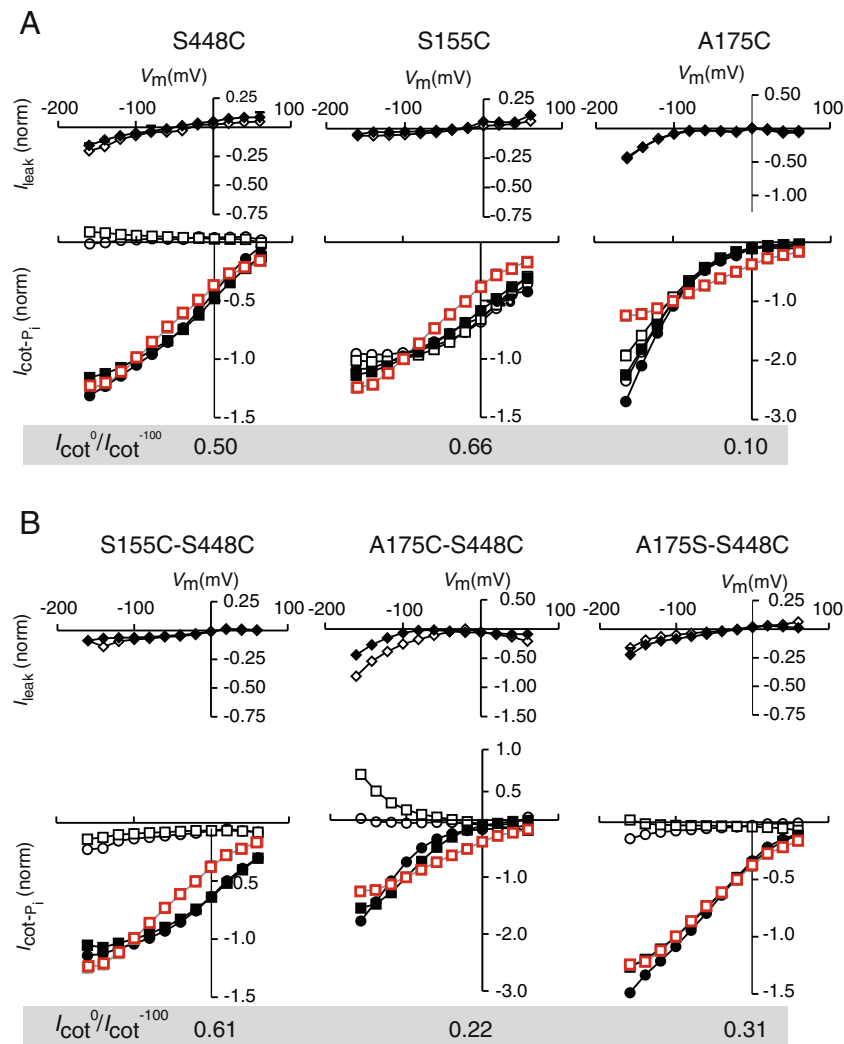 A
S448C S155C A175C
Vm(mV) Vm(mV) Vm(mV)
-200 -100 100 -200 -100 100 -200 -100 100
Ileak (norm)
0.25 0.25 0.50
-0.25 -0.25 -0.50
-0.50 -0.50 -1.00
-0.75 -0.75
Icot-Pi (norm)
-0.5 -0.5 -1.0
-1.0 -1.0 -2.0
-1.5 -1.5 -3.0
Icot⁰/Icot⁻¹⁰⁰ 0.50 0.66 0.10
B
S155C-S448C A175C-S448C A175S-S448C
Vm(mV) Vm(mV) Vm(mV)
-200 -100 100 -200 -100 100 -200 -100 100
Ileak (norm)
0.25 0.50 0.25
-0.25 -0.50 -0.25
-0.50 -1.00 -0.50
-0.75 -1.50 -0.75
Icot-Pi (norm)
1.0
0.5
-0.5 -1.0 -0.5
-1.0 -2.0 -1.0
-1.5 -3.0 -1.5
Icot⁰/Icot⁻¹⁰⁰ 0.61 0.22 0.31